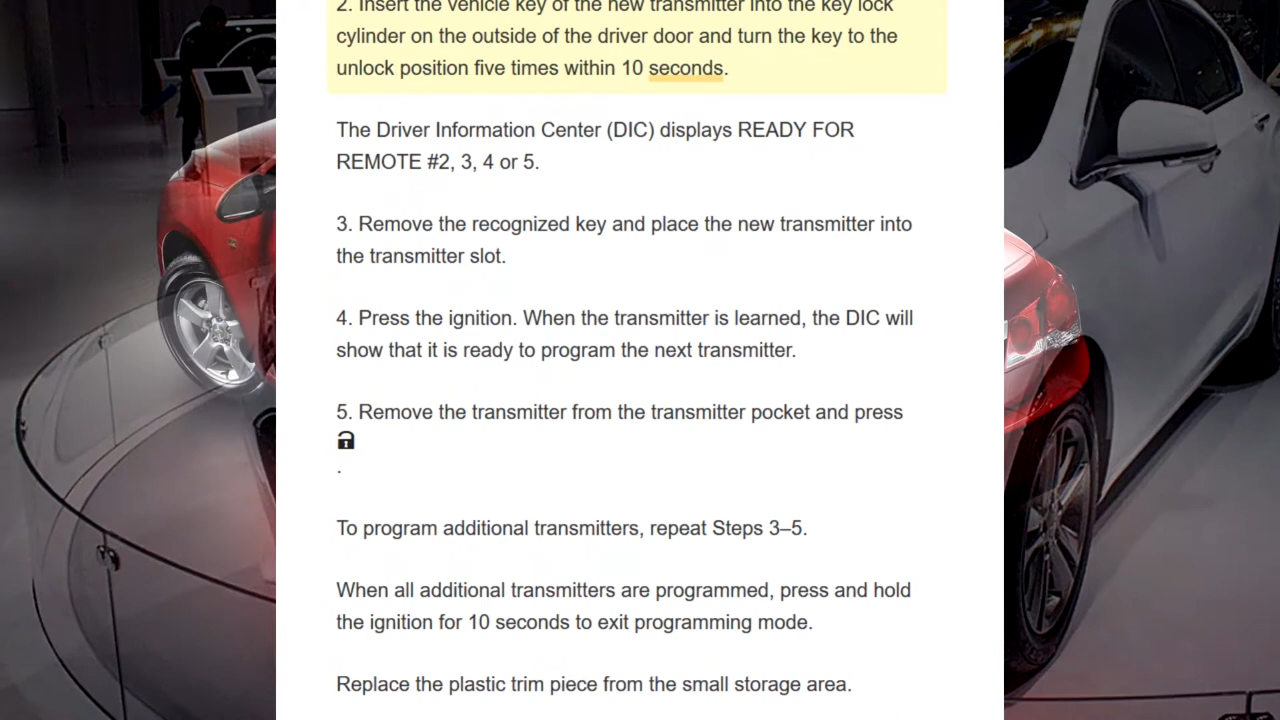 2. Insert the vehicle key of the new transmitter into the key lock
cylinder on the outside of the driver door and turn the key to the
unlock position five times within 10 seconds.
The Driver Information Center (DIC) displays READY FOR
REMOTE #2, 3, 4 or 5.
3. Remove the recognized key and place the new transmitter into
the transmitter slot.
4. Press the ignition. When the transmitter is learned, the DIC will
show that it is ready to program the next transmitter.
5. Remove the transmitter from the transmitter pocket and press
.
To program additional transmitters, repeat Steps 3–5.
When all additional transmitters are programmed, press and hold
the ignition for 10 seconds to exit programming mode.
Replace the plastic trim piece from the small storage area.